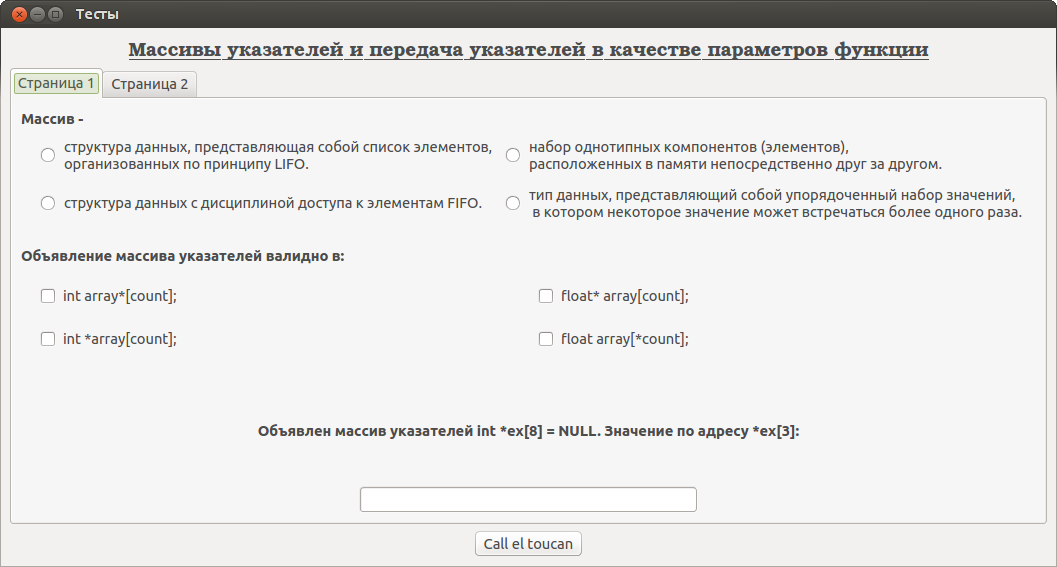 Тесты
Массивы указателей и передача указателей в качестве параметров функции
Страница 1
Страница 2
Массив -
структура данных, представляющая собой список элементов,
организованных по принципу LIFO.
набор однотипных компонентов (элементов),
расположенных в памяти непосредственно друг за другом.
структура данных с дисциплиной доступа к элементам FIFO.
тип данных, представляющий собой упорядоченный набор значений,
в котором некоторое значение может встречаться более одного раза.
Объявление массива указателей валидно в:
int array*[count];
float* array[count];
int *array[count];
float array[*count];
Объявлен массив указателей int *ex[8] = NULL. Значение по адресу *ex[3]:
Call el toucan